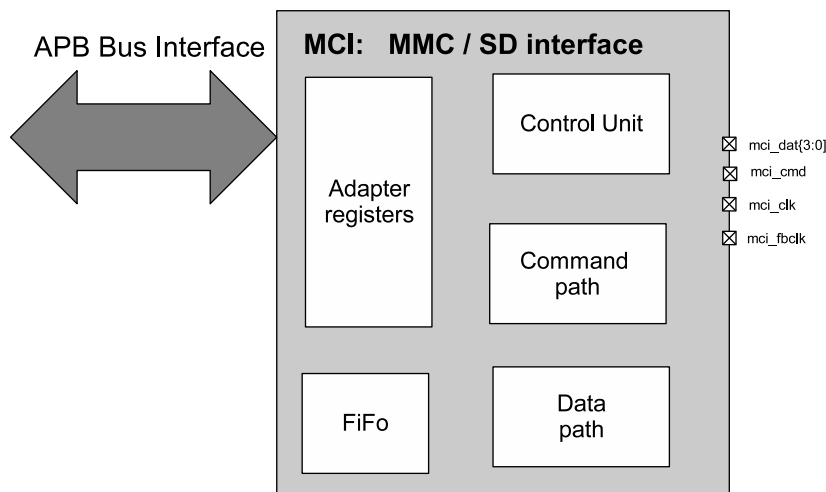 APB Bus Interface
MCI: MMC / SD interface
Adapter
registers
Control Unit
mci_dat{3:0]
mci_cmd
mci_clk
mci_fbclk
Command
path
FiFo
Data
path